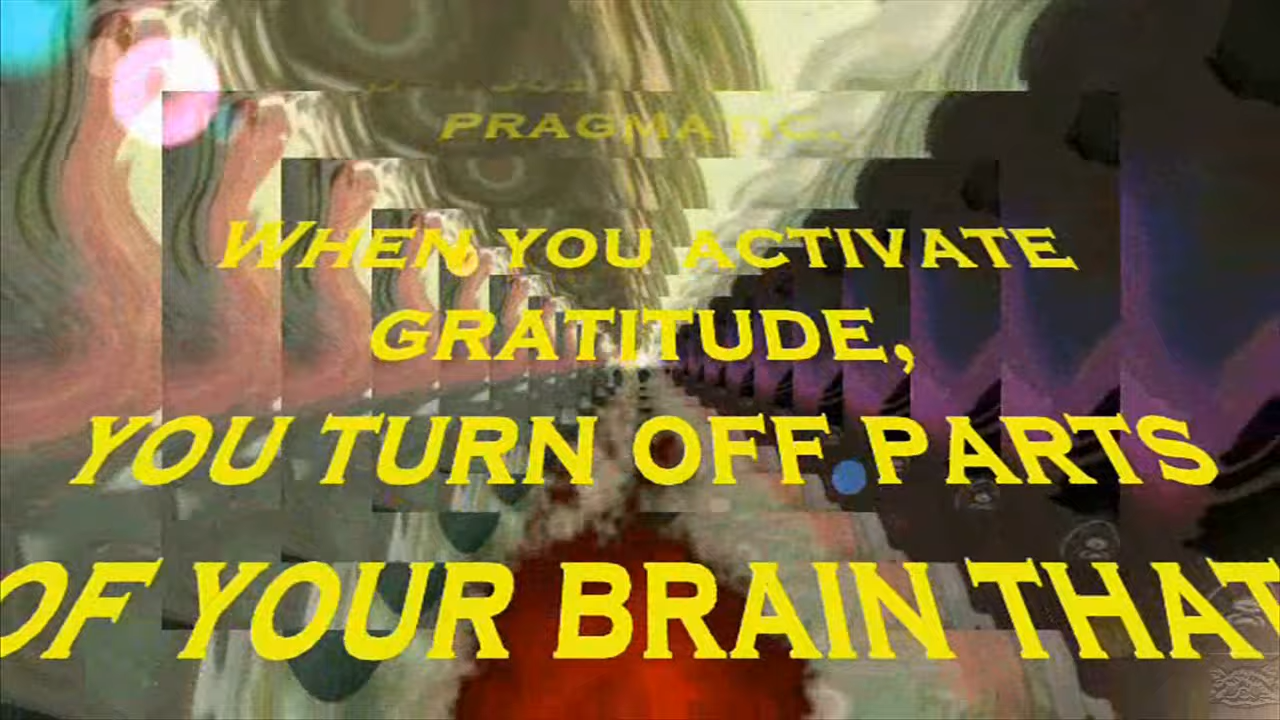 PRAGMATIC.
WHEN YOU ACTIVATE
GRATITUDE,
YOU TURN OFF PARTS
OF YOUR BRAIN THAT